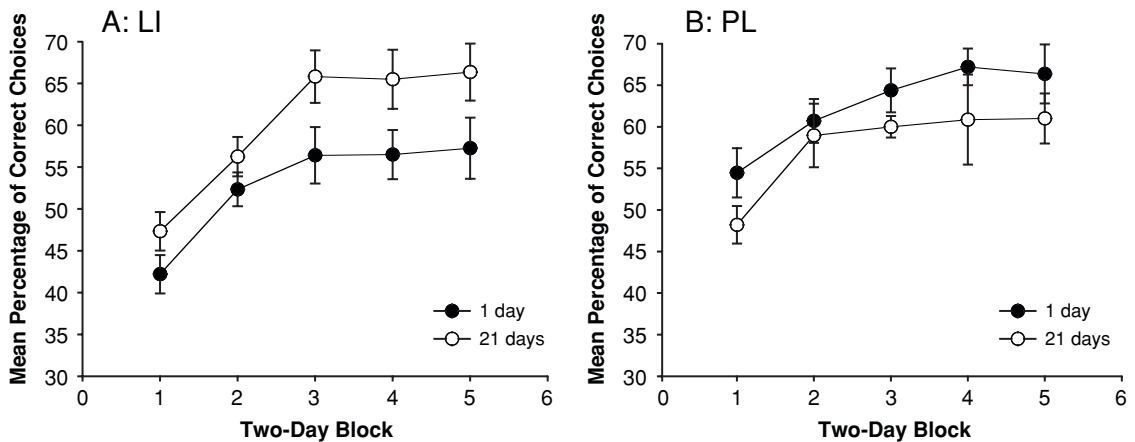 A: LI
Mean Percentage of Correct Choices
70
65
60
55
50
45
40
35
30
0 1 2 3 4 5 6
1 day
21 days
Two-Day Block
B: PL
Mean Percentage of Correct Choices
70
65
60
55
50
45
40
35
30
0 1 2 3 4 5 6
1 day
21 days
Two-Day Block